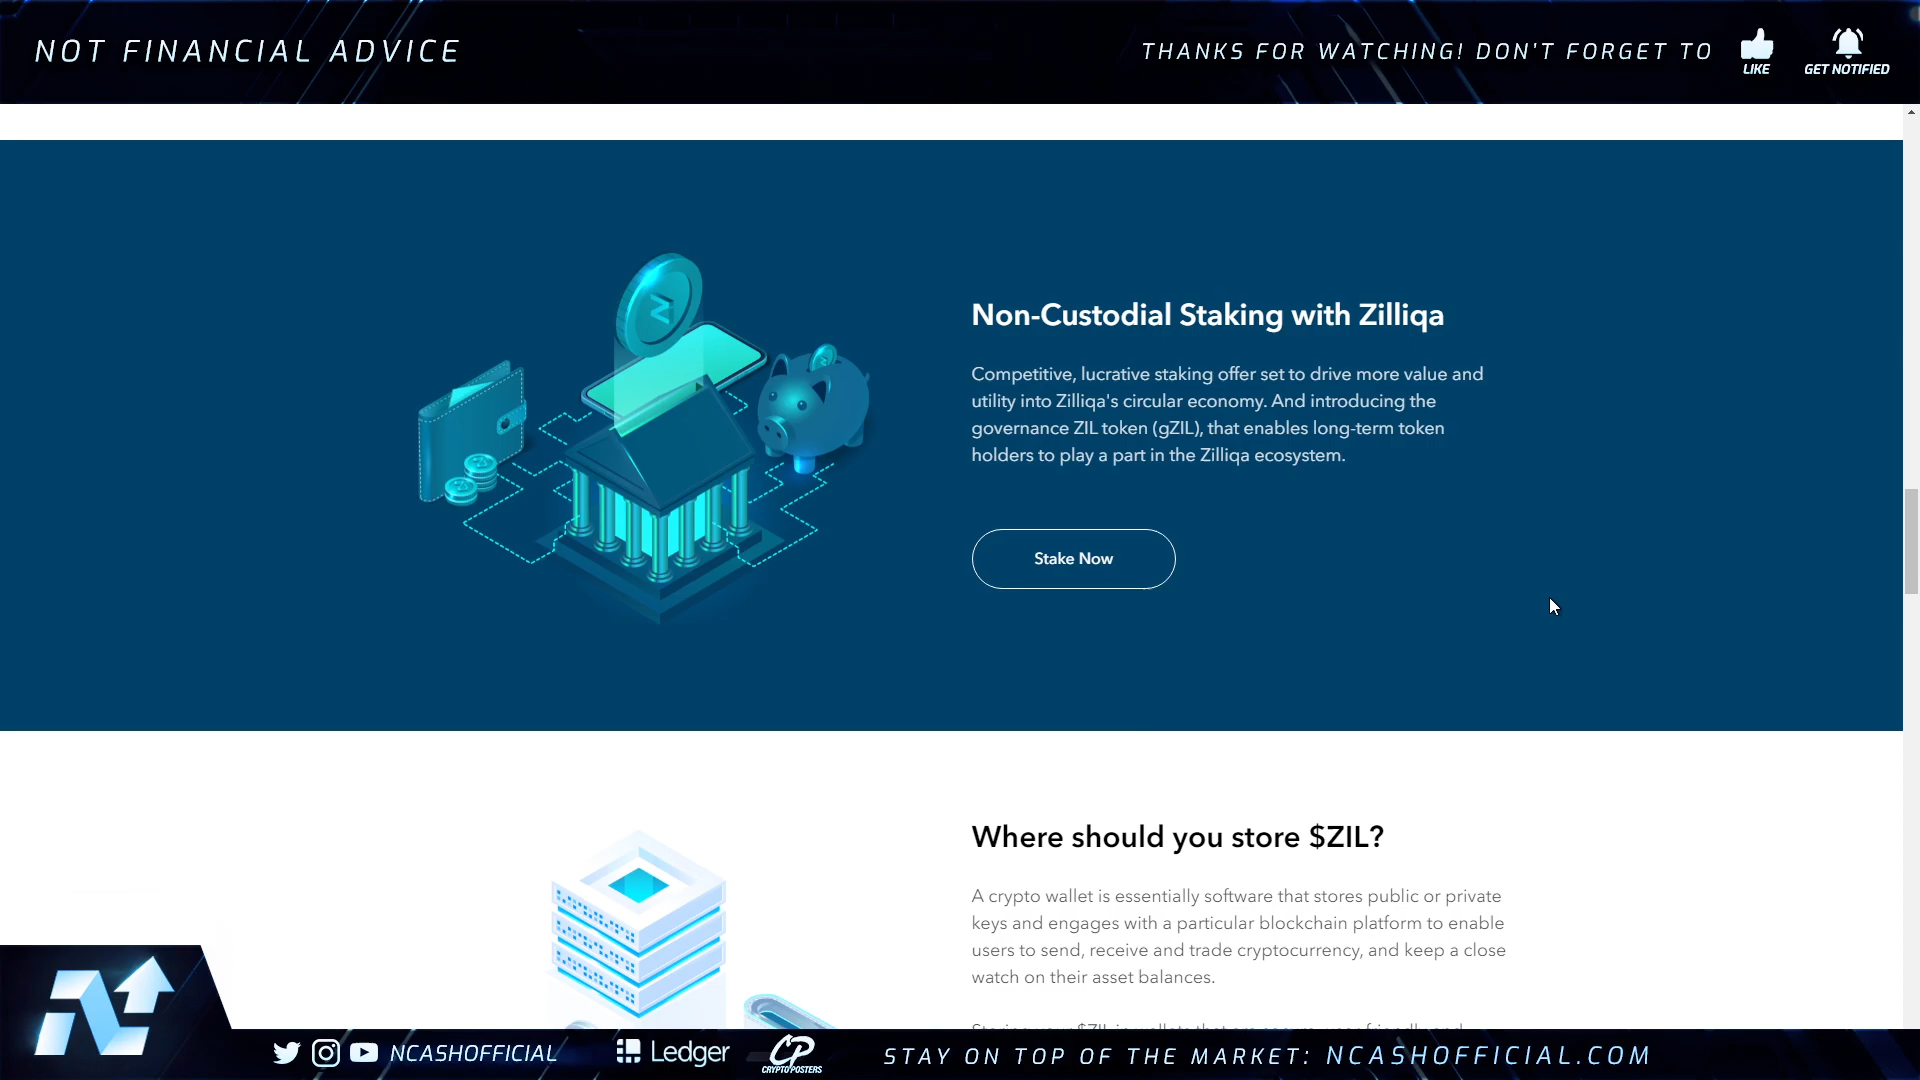 NOT FINANCIAL ADVICE
THANKS FOR WATCHING! DON'T FORGET TO
LIKE
GET NOTIFIED
Non-Custodial Staking with Zilliqa
Competitive, lucrative staking offer set to drive more value and
utility into Zilliqa's circular economy. And introducing the
governance ZIL token (gZIL), that enables long-term token
holders to play a part in the Zilliqa ecosystem.
Stake Now
Where should you store $ZIL?
A crypto wallet is essentially software that stores public or private
keys and engages with a particular blockchain platform to enable
users to send, receive and trade cryptocurrency, and keep a close
watch on their asset balances.
NCASHOFFICIAL
Ledger
CP
CRYPTOPOSTERS
STAY ON TOP OF THE MARKET: NCASHOFFICIAL.COM